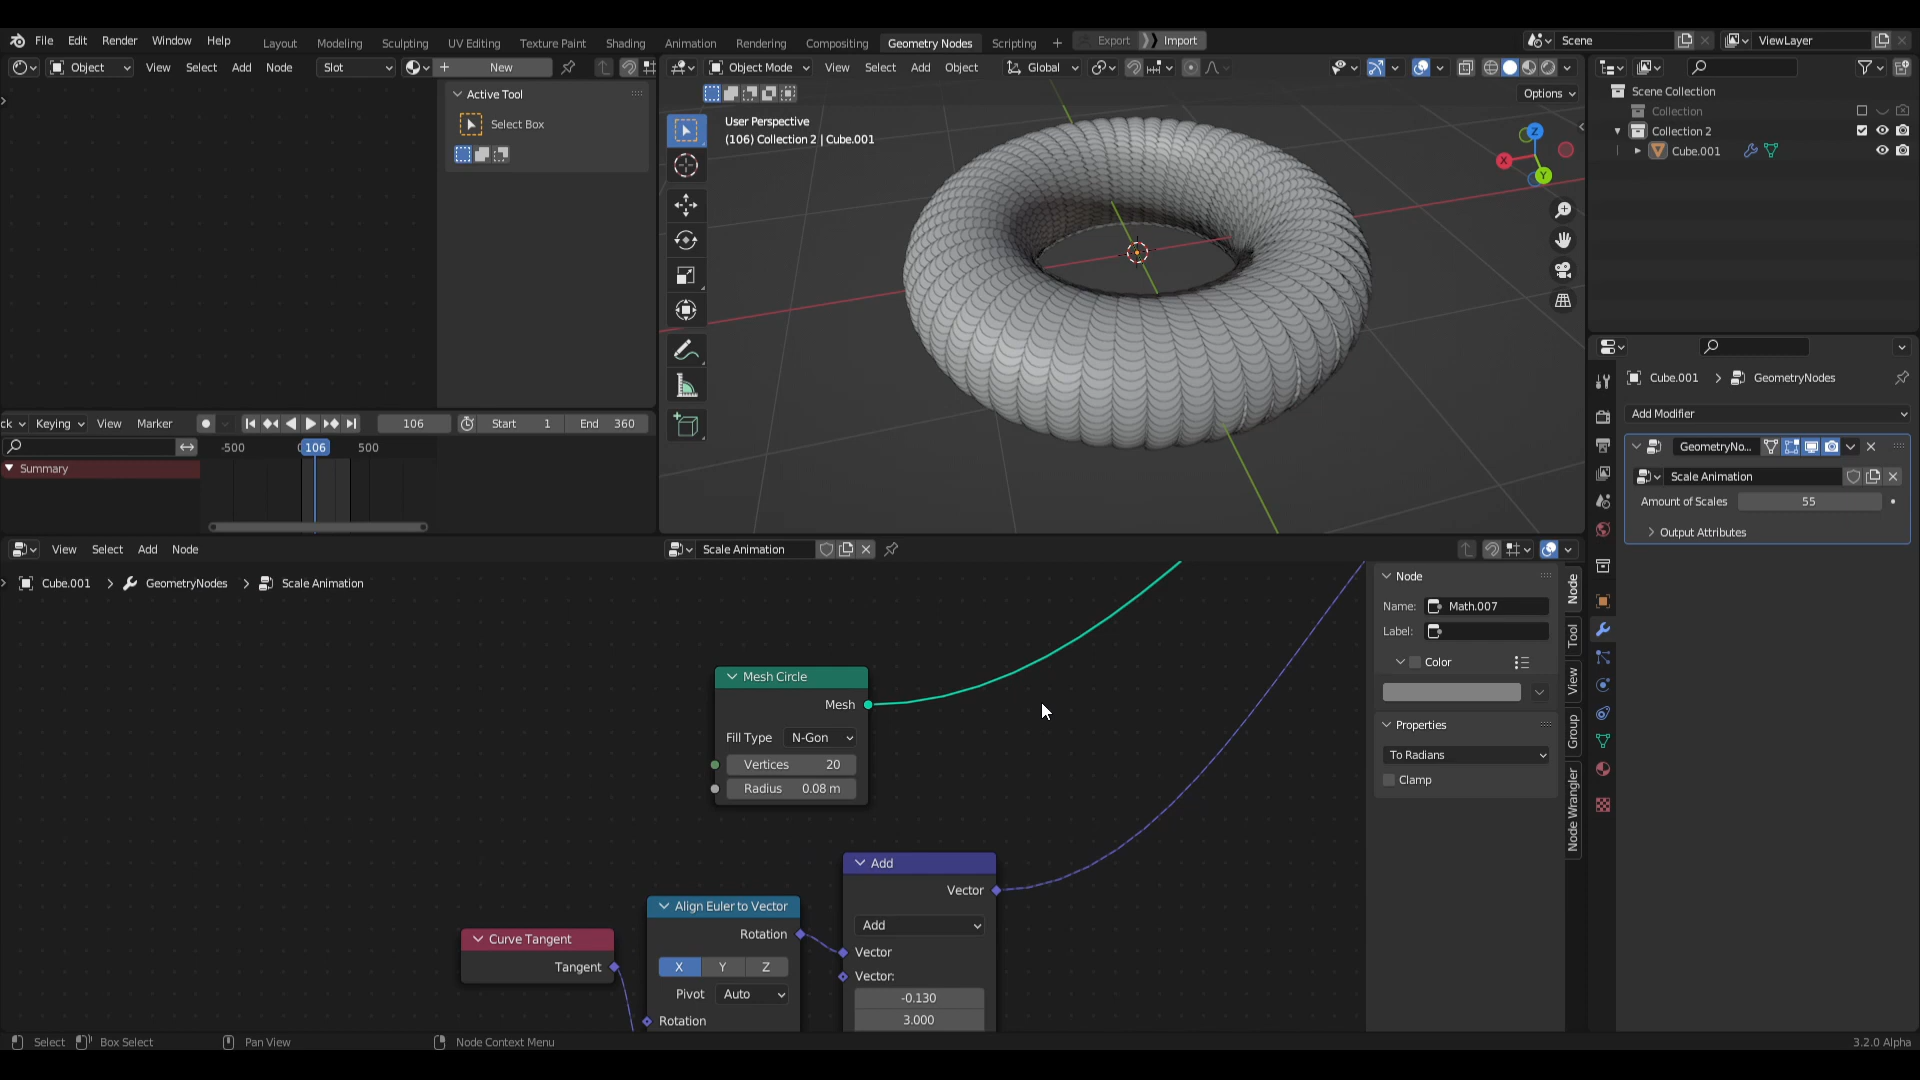 File Edit Render Window Help
Layout Modeling Sculpting UV Editing Texture Paint Shading Animation Rendering Compositing Geometry Nodes Scripting + Export Import
Scene ViewLayer
Object View Select Add Node Slot New
Object Mode View Select Add Object Global
Options
Active Tool
Select Box
User Perspective
(106) Collection 2 | Cube.001
Z
X
Y
Scene Collection
Collection
Collection 2
Cube.001
Cube.001 > GeometryNodes
Add Modifier
GeometryNo...
Scale Animation
Amount of Scales 55
Output Attributes
ck Keying View Marker 106 Start 1 End 360
-500 106 500
Summary
View Select Add Node Scale Animation
Cube.001 > GeometryNodes > Scale Animation
Mesh Circle
Mesh
Fill Type N-Gon
Vertices 20
Radius 0.08 m
Curve Tangent
Tangent
Align Euler to Vector
Rotation
X Y Z
Pivot Auto
Rotation
Add
Vector
Add
Vector
Vector:
-0.130
3.000
Node
Name: Math.007
Label:
Color
Properties
To Radians
Clamp
Node
Tool
View
Group
Node Wrangler
Select Box Select Pan View Node Context Menu 3.2.0 Alpha